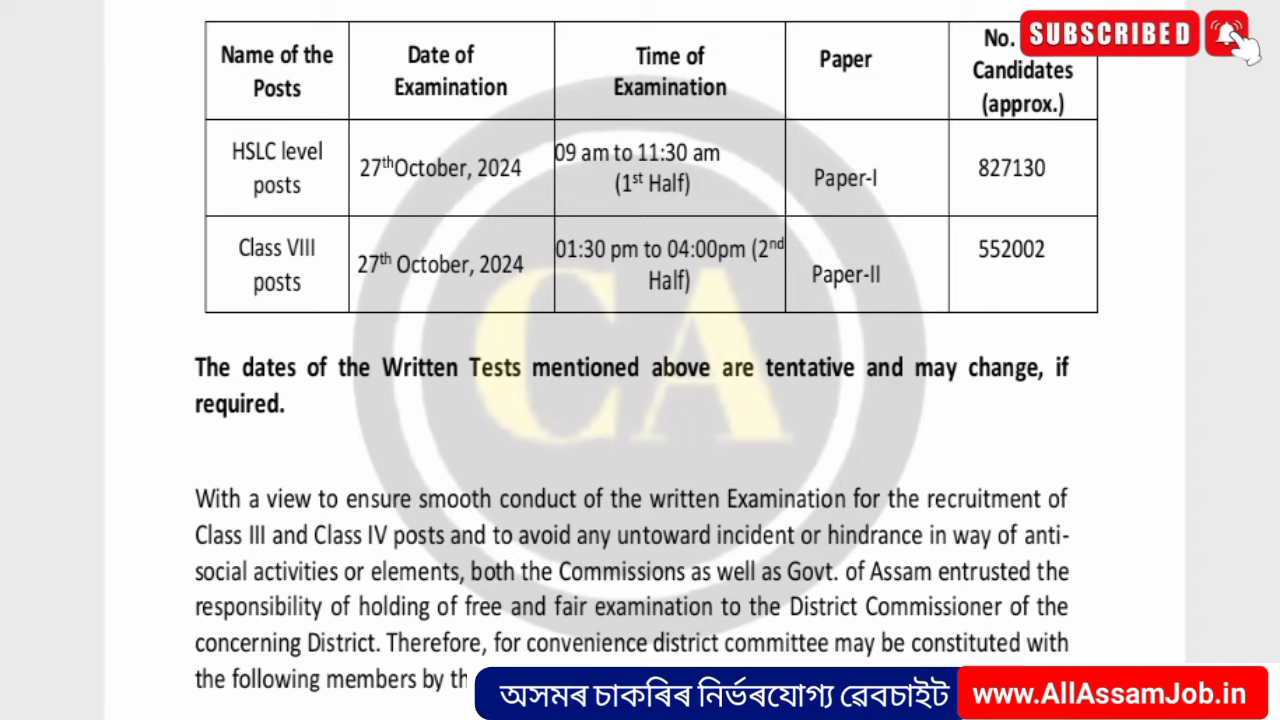 SUBSCRIBED
Name of the Posts | Date of Examination | Time of Examination | Paper | No. Candidates (approx.)
HSLC level posts | 27thOctober, 2024 | 09 am to 11:30 am (1st Half) | Paper-I | 827130
Class VIII posts | 27th October, 2024 | 01:30 pm to 04:00pm (2nd Half) | Paper-II | 552002
CA
The dates of the Written Tests mentioned above are tentative and may change, if
required.
With a view to ensure smooth conduct of the written Examination for the recruitment of
Class III and Class IV posts and to avoid any untoward incident or hindrance in way of anti-
social activities or elements, both the Commissions as well as Govt. of Assam entrusted the
responsibility of holding of free and fair examination to the District Commissioner of the
concerning District. Therefore, for convenience district committee may be constituted with
the following members by th
অসমৰ চাকৰিৰ নিৰ্ভৰযোগ্য ৱেবচাইট www.AllAssamJob.in